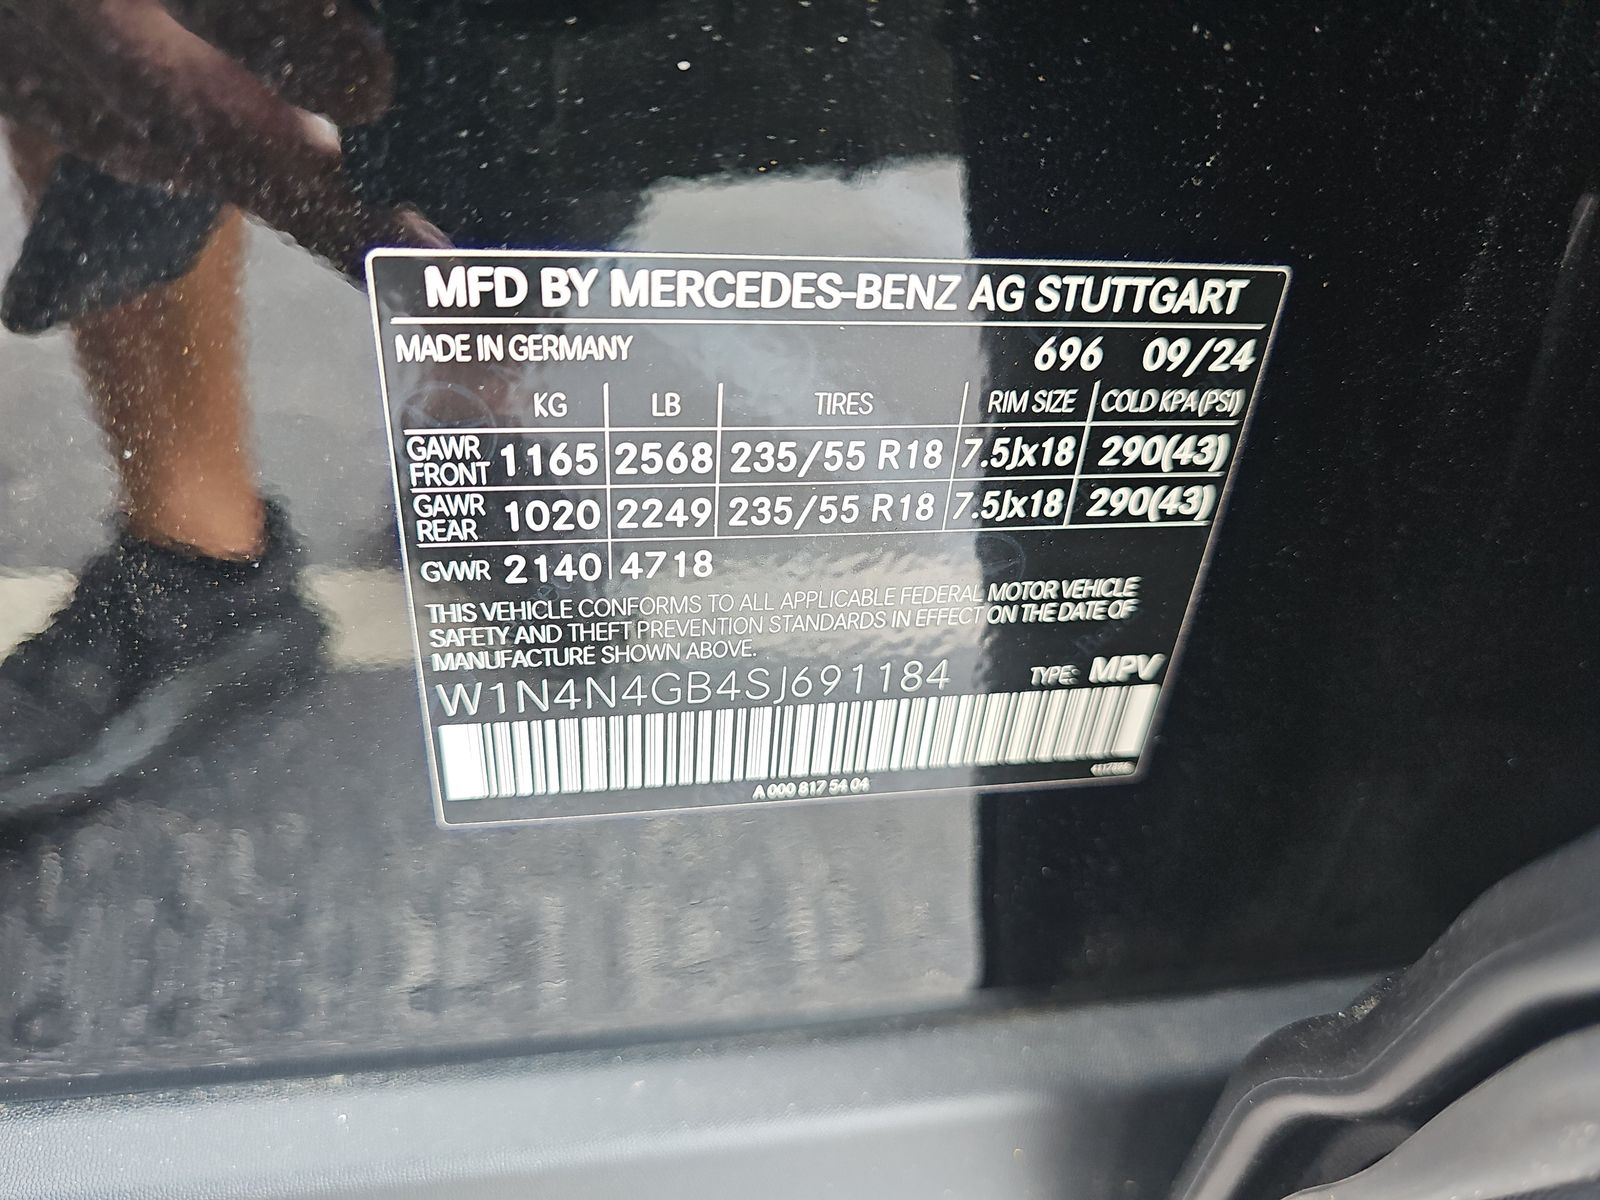 MFD BY MERCEDES-BENZ AG STUTTGART
MADE IN GERMANY 696 09/24
KG LB TIRES RIM SIZE COLD KPA(PSI)
GAWR FRONT 1165 2568 235/55 R18 7.5Jx18 290(43)
GAWR REAR 1020 2249 235/55 R18 7.5Jx18 290(43)
GVWR 2140 4718
THIS VEHICLE CONFORMS TO ALL APPLICABLE FEDERAL MOTOR VEHICLE
SAFETY AND THEFT PREVENTION STANDARDS IN EFFECT ON THE DATE OF
MANUFACTURE SHOWN ABOVE.
W1N4N4GB4SJ691184 TYPE: MPV
A 000 817 54 04